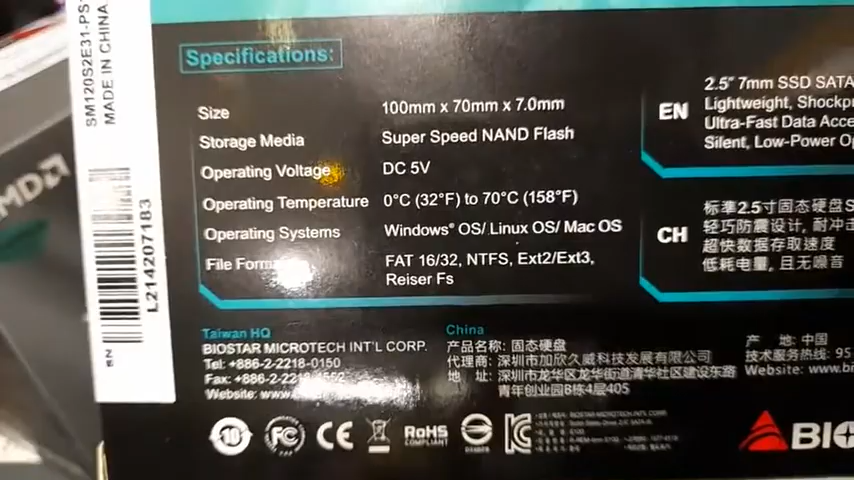 SM120S2E31-PS
MADE IN CHINA
SN
L214207183
AMD
Specifications:
Size 100mm x 70mm x 7.0mm
Storage Media Super Speed NAND Flash
Operating Voltage DC 5V
Operating Temperature 0°C (32°F) to 70°C (158°F)
Operating Systems Windows® OS/ Linux OS/ Mac OS
File FAT 16/32, NTFS, Ext2/Ext3,
Reiser Fs
EN
2.5" 7mm SSD SATA
Lightweight, Shockpr
Ultra-Fast Data Acce
Silent, Low-Power Op
CH
标準2.5寸固态硬盘S
轻巧防震设计, 耐冲击
超快数据存取速度
低耗电量, 且无噪音
Taiwan HQ
BIOSTAR MICROTECH INT'L CORP.
Tel: +886-2-2218-0150
Fax: +886-2-2218
Website: www
China
产品名称: 固态硬盘
代理商: 深圳市加欣久威科技发展有限公司
地 址: 深圳市龙华区龙华街道清华社区建设东路
青年创业园B栋4层405
产 地: 中国
技术服务热线: 95
Website: www.bi
10
FC
CE
RoHS
COMPLIANT
BIO